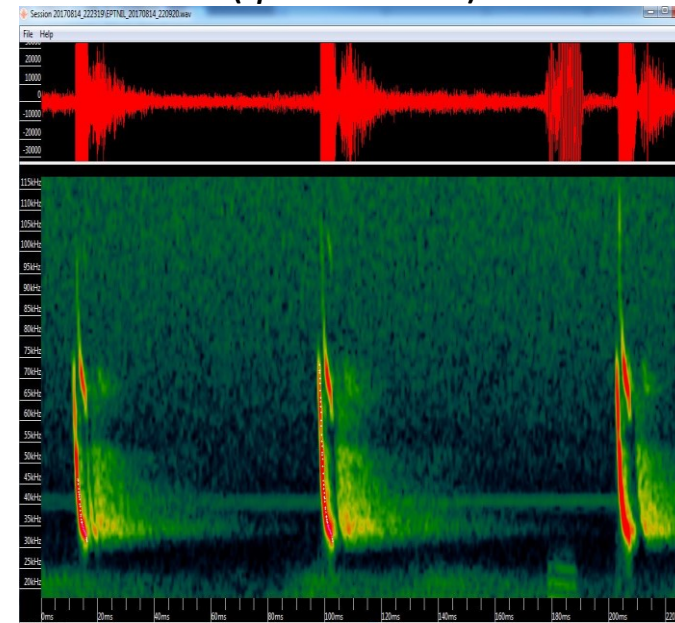 Session 20170814_222319\EPTNIL_20170814_220920.wav
File Help
20000
10000
0
-10000
-20000
-30000
115kHz
110kHz
105kHz
100kHz
95kHz
90kHz
85kHz
80kHz
75kHz
70kHz
65kHz
60kHz
55kHz
50kHz
45kHz
40kHz
35kHz
30kHz
25kHz
20kHz
0ms 20ms 40ms 60ms 80ms 100ms 120ms 140ms 160ms 180ms 200ms